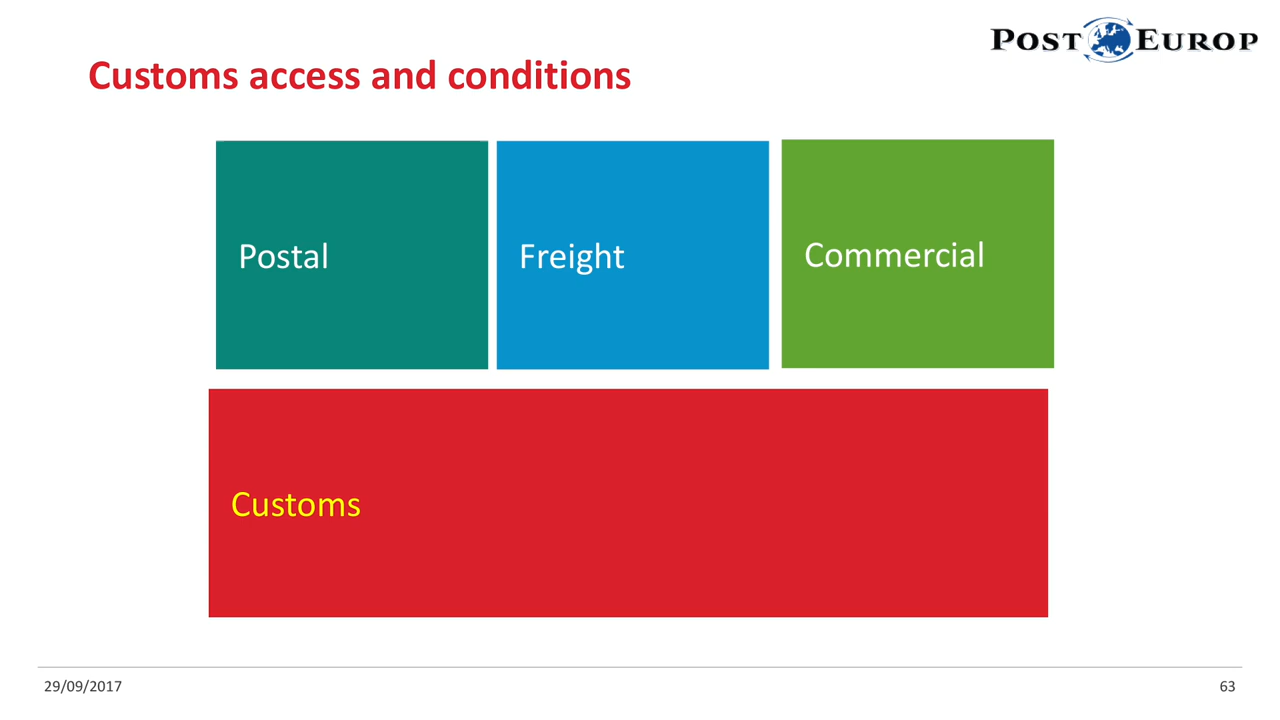 POST EUROP
Customs access and conditions
Postal
Freight
Commercial
Customs
29/09/2017
63